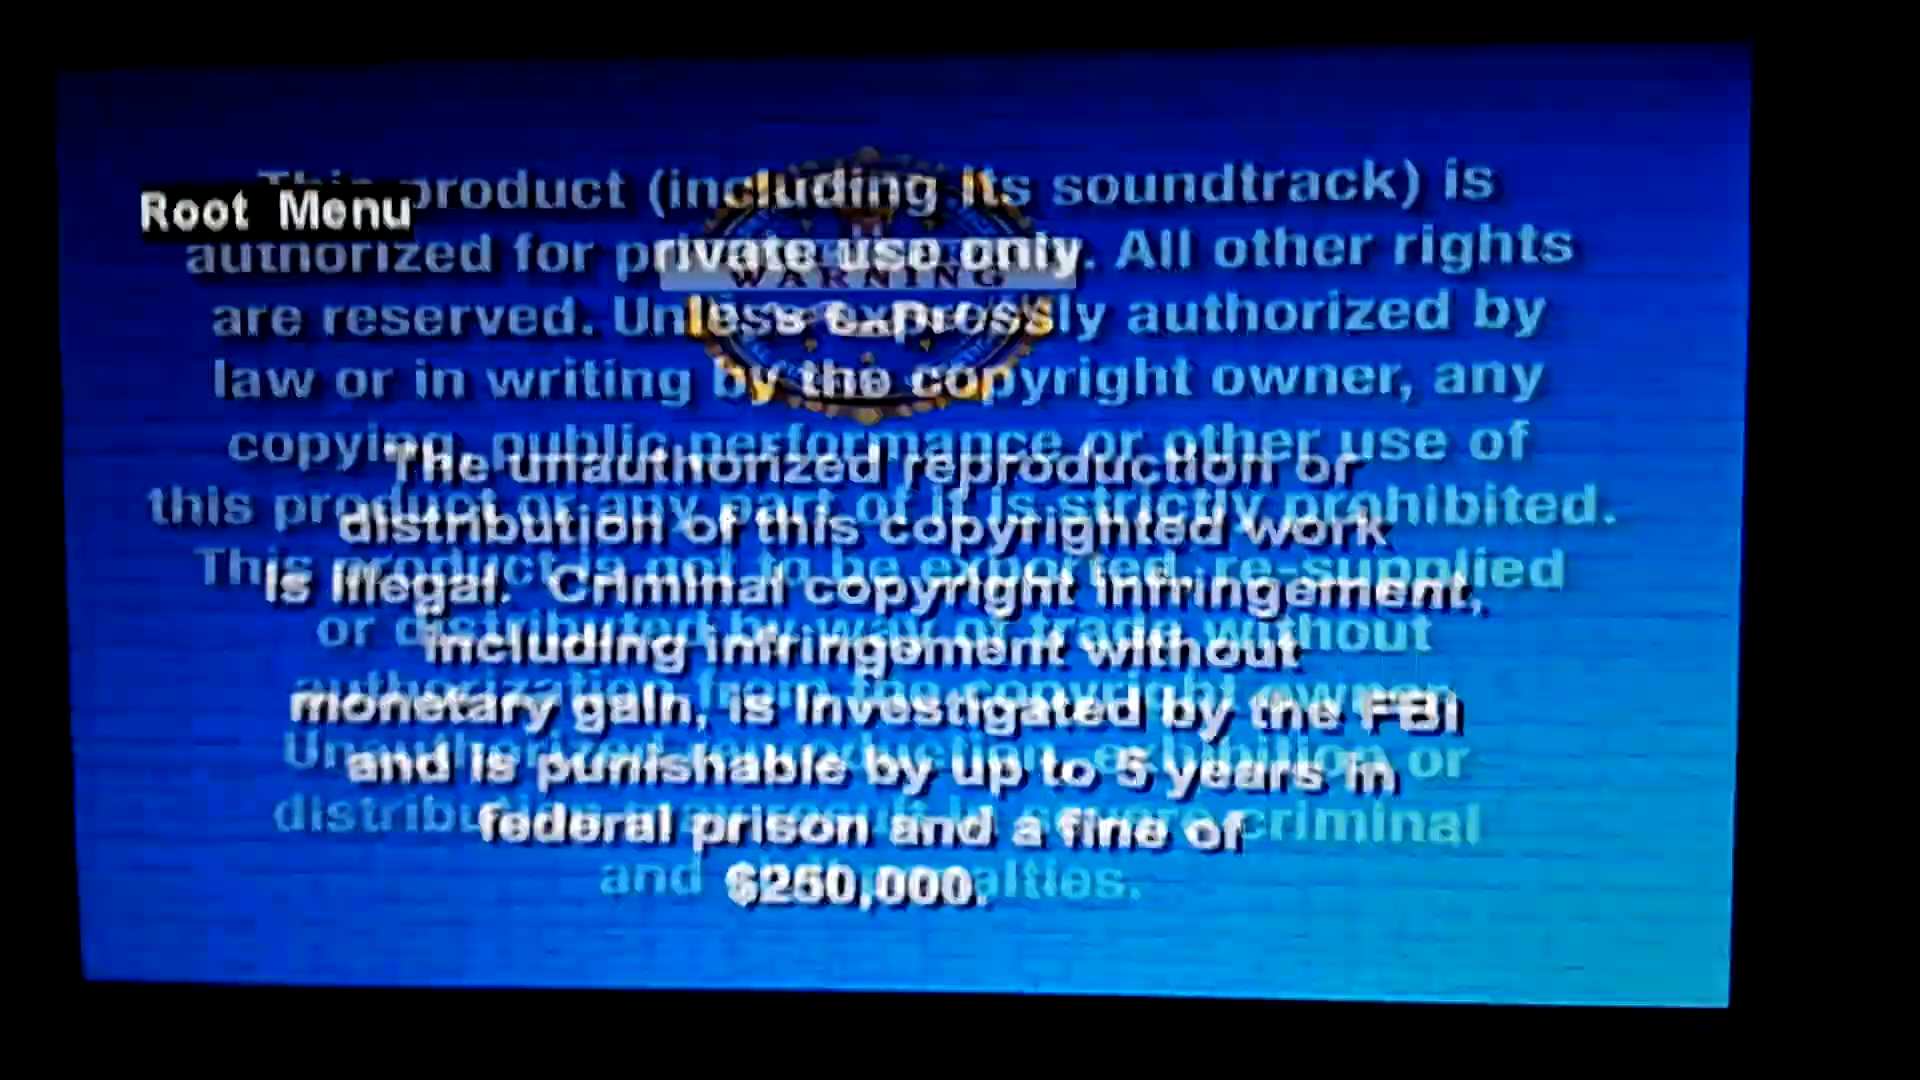 Root Menu
This product (including its soundtrack) is
authorized for private use only. All other rights
are reserved. Unless expressly authorized by
law or in writing by the copyright owner, any
copying, public performance or other use of
this product or any part of it is strictly prohibited.
This product is not to be exported, re-supplied
or distributed by way of trade without
authorization from the copyright owner.
Unauthorized reproduction, exhibition or
distribution may result in severe criminal
and penalties.
WARNING
The unauthorized reproduction or
distribution of this copyrighted work
is illegal. Criminal copyright infringement,
including infringement without
monetary gain, is investigated by the FBI
and is punishable by up to 5 years in
federal prison and a fine of
$250,000.